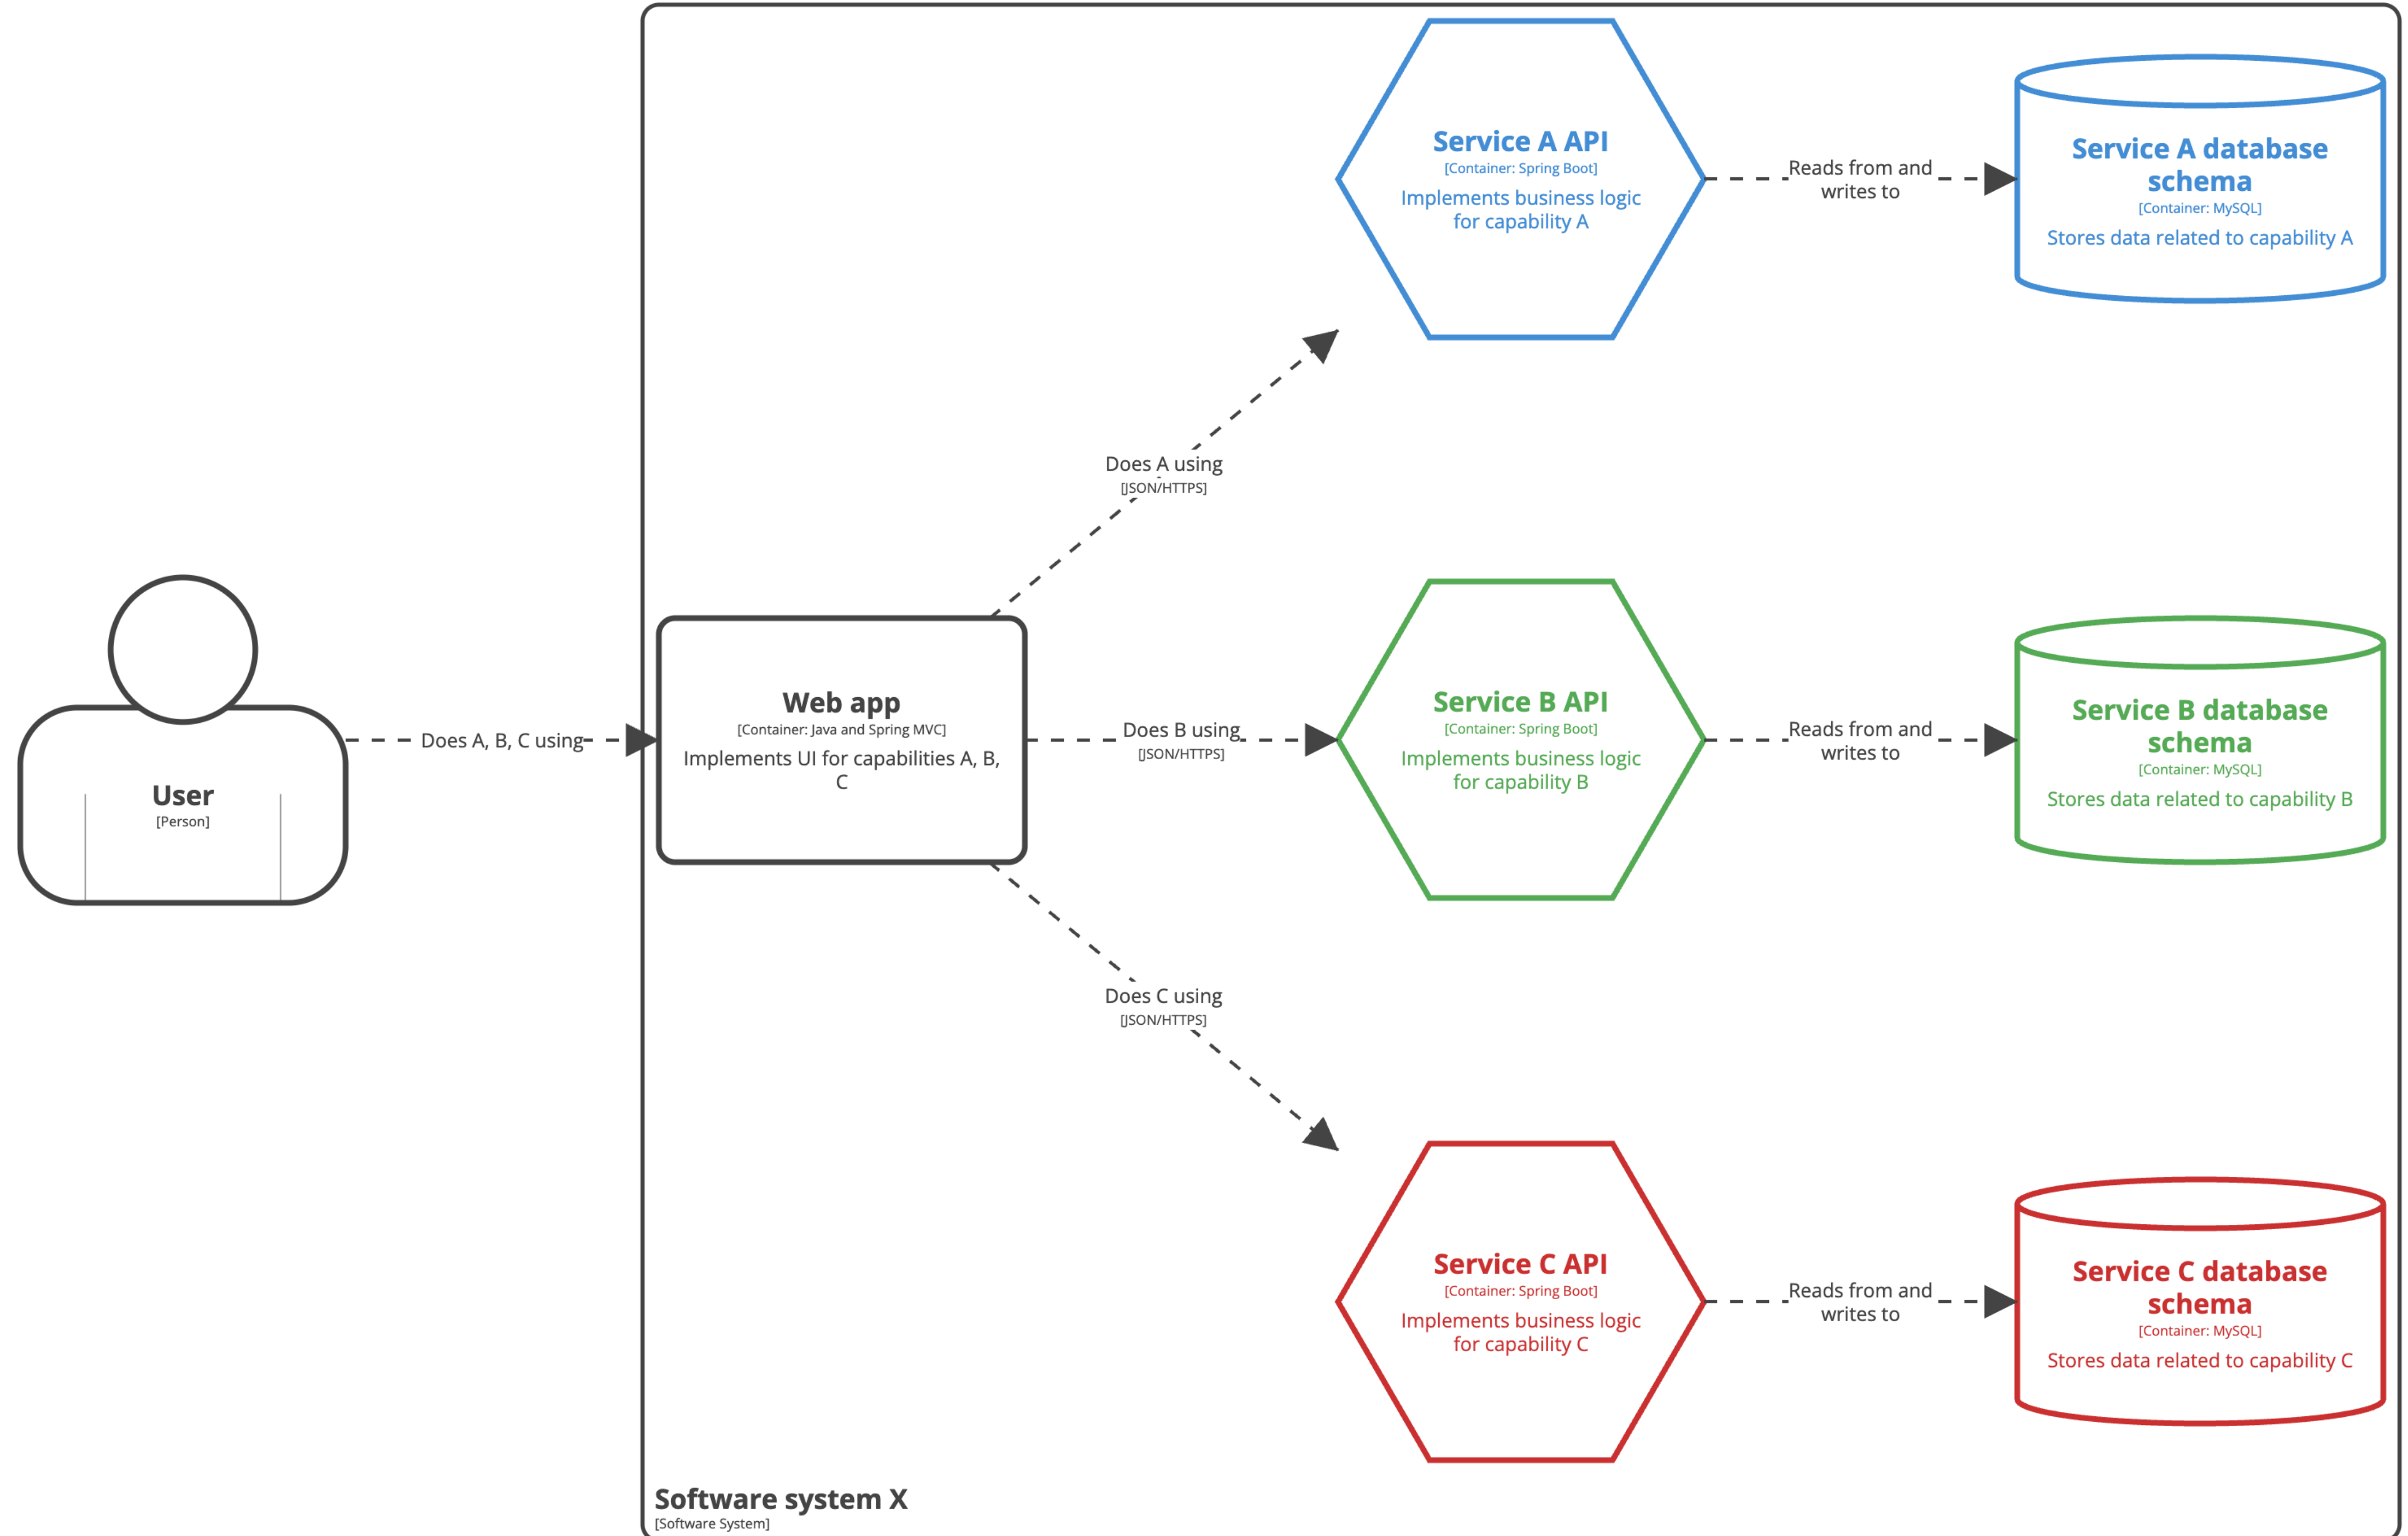 Service A API
[Container: Spring Boot]
Implements business logic
for capability A
Reads from and
writes to
Service A database
schema
[Container: MySQL]
Stores data related to capability A
Does A using
[JSON/HTTPS]
User
[Person]
Does A, B, C using
Web app
[Container: Java and Spring MVC]
Implements UI for capabilities A, B,
C
Does B using
[JSON/HTTPS]
Service B API
[Container: Spring Boot]
Implements business logic
for capability B
Reads from and
writes to
Service B database
schema
[Container: MySQL]
Stores data related to capability B
Does C using
[JSON/HTTPS]
Service C API
[Container: Spring Boot]
Implements business logic
for capability C
Reads from and
writes to
Service C database
schema
[Container: MySQL]
Stores data related to capability C
Software system X
[Software System]